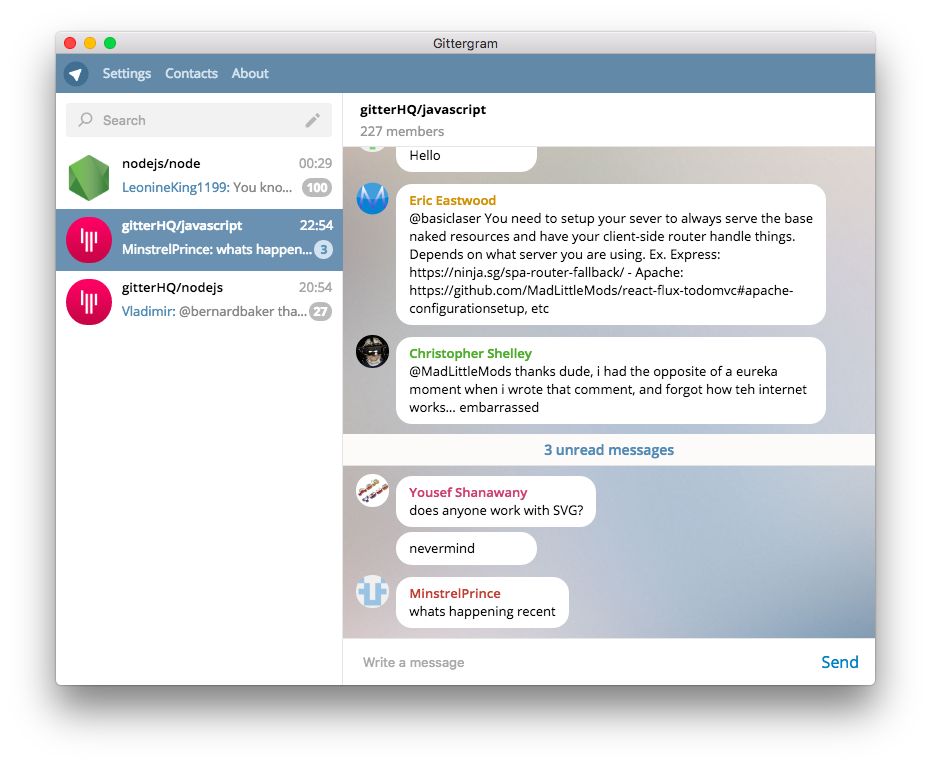 Gittergram
Settings Contacts About
Search
nodejs/node 00:29
LeonineKing1199: You kno... 100
gitterHQ/javascript 22:54
MinstrelPrince: whats happen... 3
gitterHQ/nodejs 20:54
Vladimir: @bernardbaker tha... 27
gitterHQ/javascript
227 members
Hello
Eric Eastwood
@basiclaser You need to setup your sever to always serve the base
naked resources and have your client-side router handle things.
Depends on what server you are using. Ex. Express:
https://ninja.sg/spa-router-fallback/ - Apache:
https://github.com/MadLittleMods/react-flux-todomvc#apache-
configurationsetup, etc
Christopher Shelley
@MadLittleMods thanks dude, i had the opposite of a eureka
moment when i wrote that comment, and forgot how teh internet
works... embarrassed
3 unread messages
Yousef Shanawany
does anyone work with SVG?
nevermind
MinstrelPrince
whats happening recent
Write a message
Send